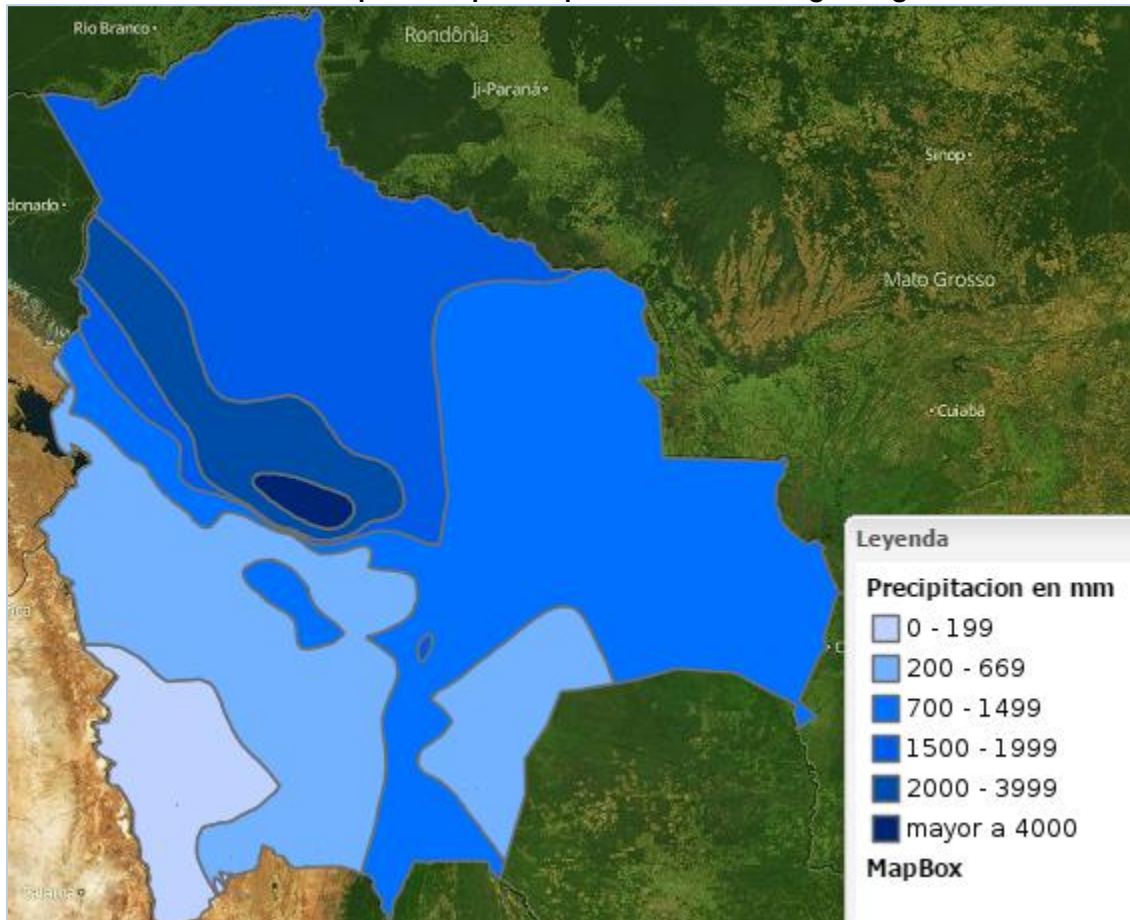 Rio Branco
Rondônia
Ji-Paraná
Sinop
donado
Mato Grosso
Cuiabá
Leyenda
Precipitacion en mm
0 - 199
200 - 669
700 - 1499
1500 - 1999
2000 - 3999
mayor a 4000
MapBox